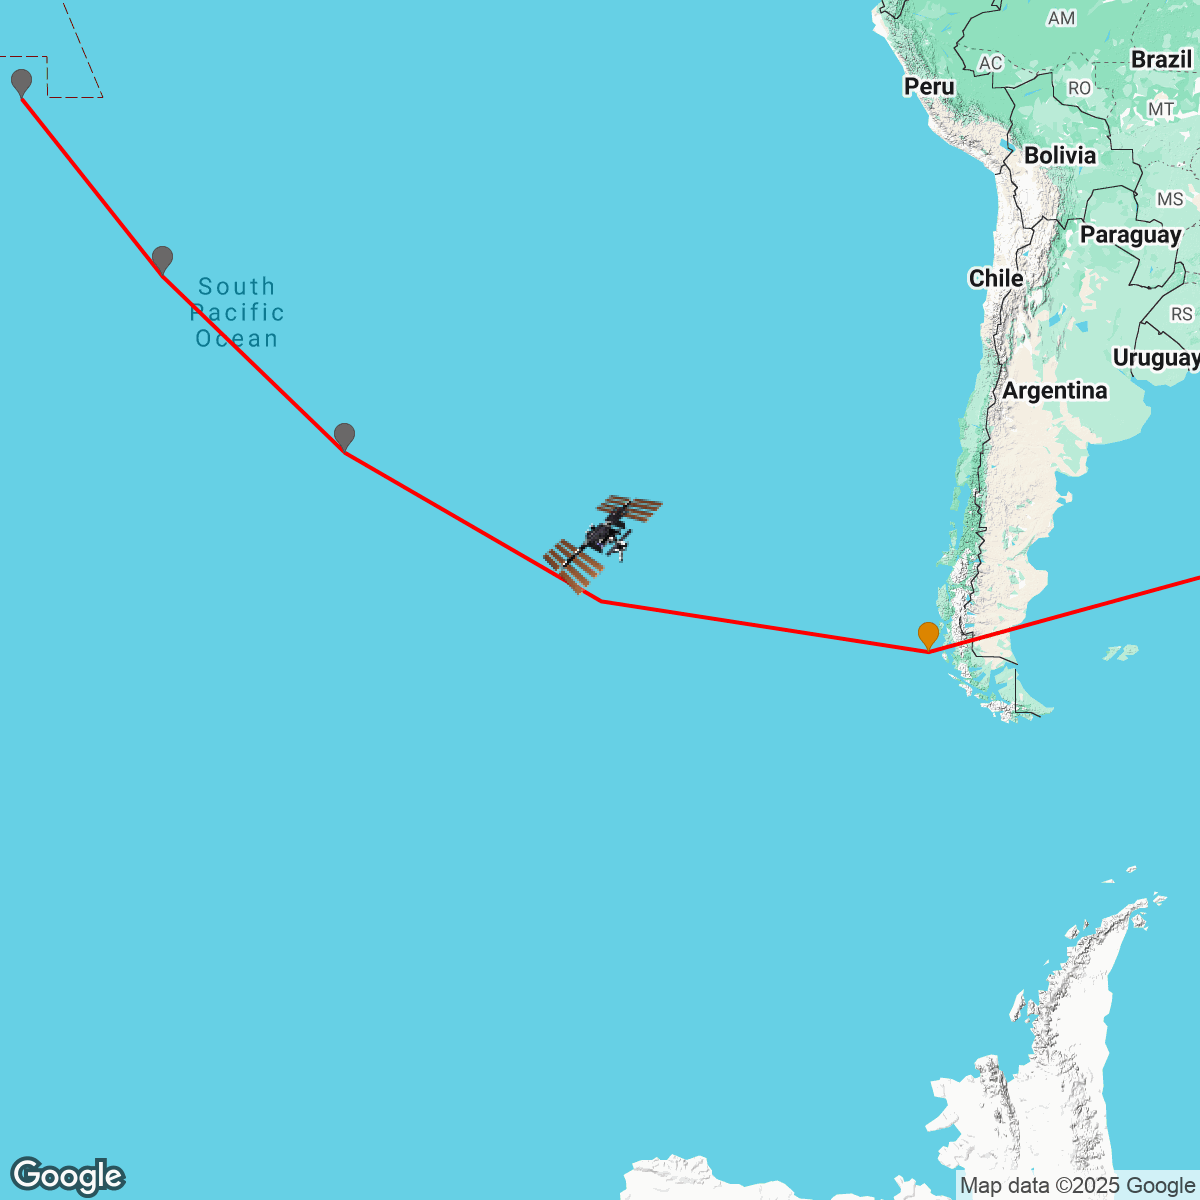 AM
Brazil
AC
Peru
RO
MT
Bolivia
MS
Paraguay
Chile
South
Pacific
Ocean
RS
Uruguay
Argentina
Google
Map data ©2025 Google